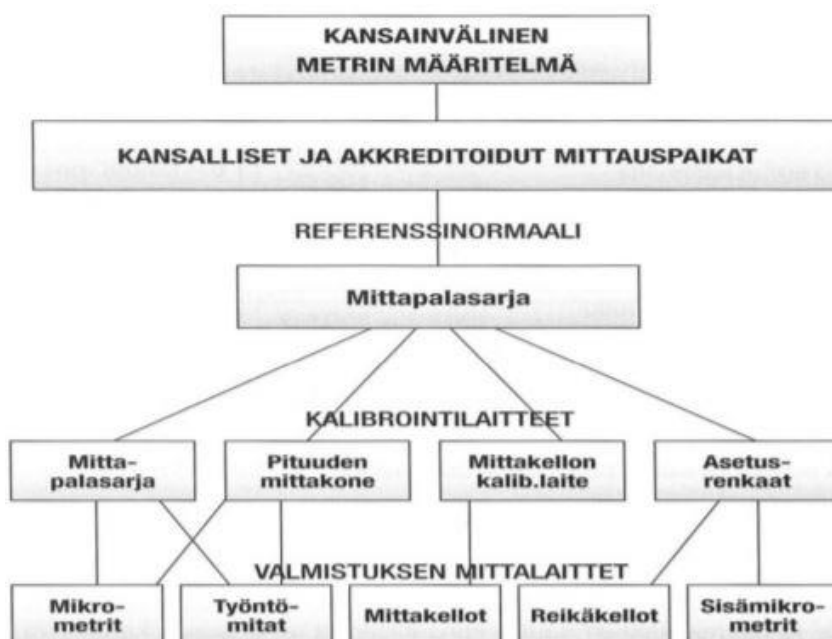 KANSAINVÄLINEN
METRIN MÄÄRITELMÄ
KANSALLISET JA AKKREDITOIDUT MITTAUSPAIKAT
REFERENSSINORMAALI
Mittapalasarja
KALIBROINTILAITTEET
Mitta-
palasarja
Pituuden
mittakone
Mittakellon
kalib.laite
Asetus-
renkaat
VALMISTUKSEN MITTALAITTET
Mikro-
metrit
Työntö-
mitat
Mittakellot
Reikäkellot
Sisämikro-
metrit